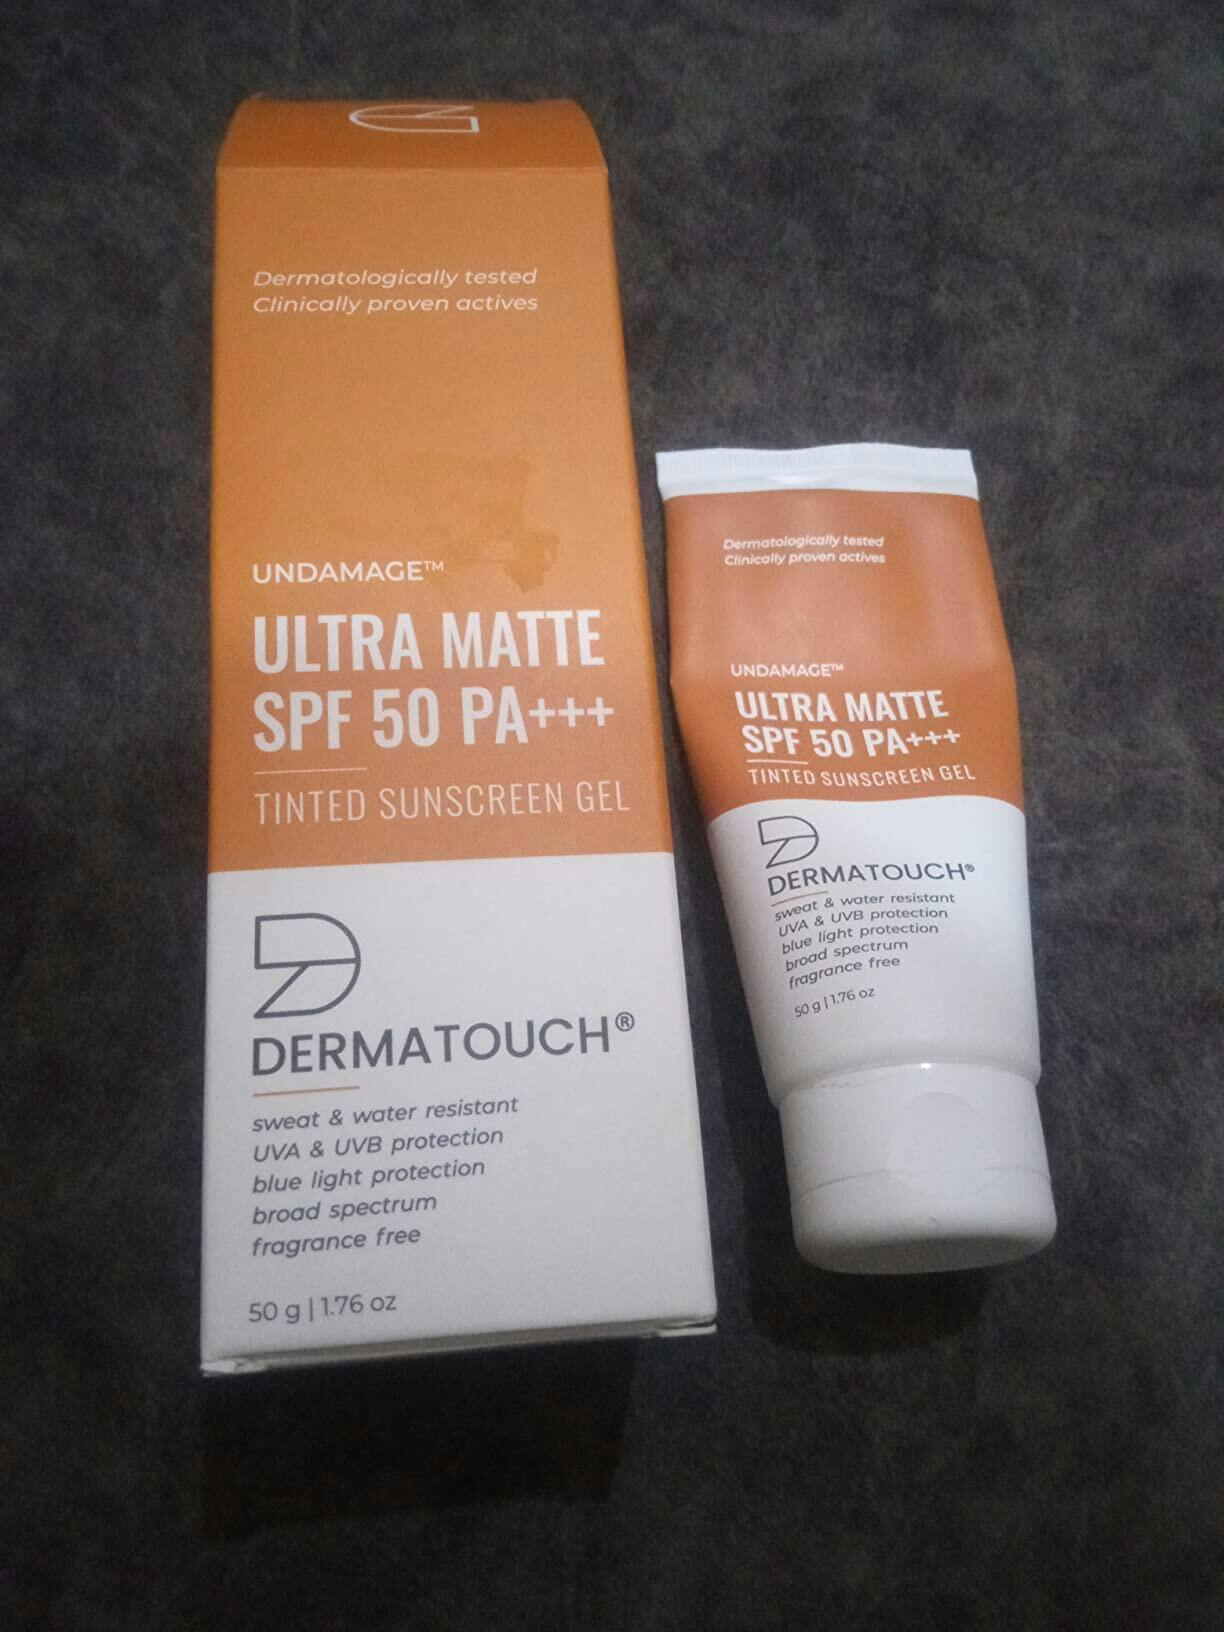 Dermatologically tested
Clinically proven actives
UNDAMAGE™
ULTRA MATTE
SPF 50 PA+++
TINTED SUNSCREEN GEL
DERMATOUCH®
sweat & water resistant
UVA & UVB protection
blue light protection
broad spectrum
fragrance free
50 g | 1.76 oz
Dermatologically tested
Clinically proven actives
UNDAMAGE™
ULTRA MATTE
SPF 50 PA+++
TINTED SUNSCREEN GEL
DERMATOUCH®
sweat & water resistant
UVA & UVB protection
blue light protection
broad spectrum
fragrance free
50 g | 1.76 oz